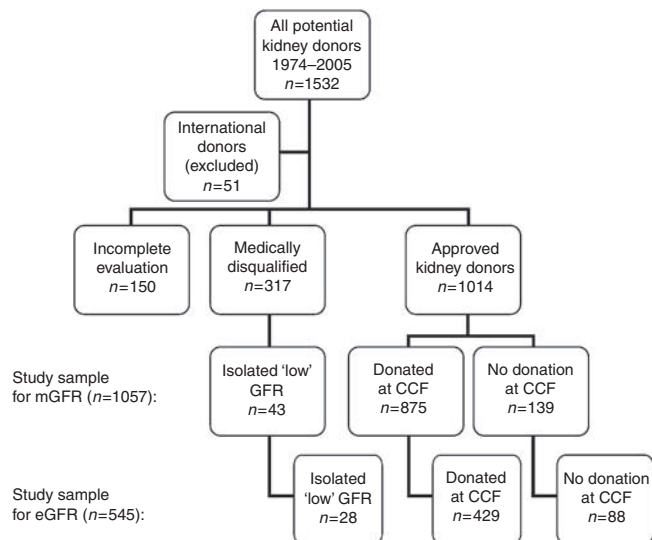 All potential
kidney donors
1974–2005
n=1532
International
donors
(excluded)
n=51
Incomplete
evaluation
n=150
Medically
disqualified
n=317
Approved
kidney donors
n=1014
Study sample
for mGFR (n=1057):
Isolated 'low'
GFR
n=43
Donated
at CCF
n=875
No donation
at CCF
n=139
Study sample
for eGFR (n=545):
Isolated
'low' GFR
n=28
Donated
at CCF
n=429
No donation
at CCF
n=88